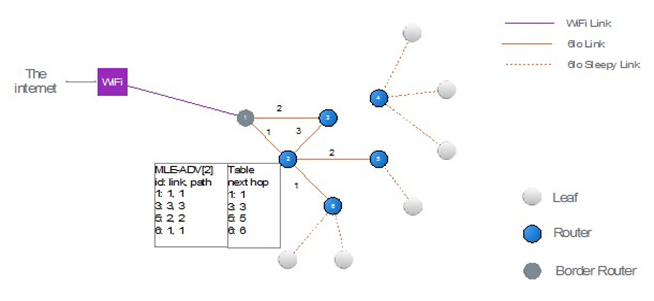 WiFi Link
6lo Link
6lo Sleepy Link
The
internet
WiFi
1
2
3
1
3
4
2
2
5
1
6
MLE-ADV[2]
id: link, path
1: 1, 1
3: 3, 3
5: 2, 2
6: 1, 1
Table
next hop
1: 1
3: 3
5: 5
6: 6
Leaf
Router
Border Router